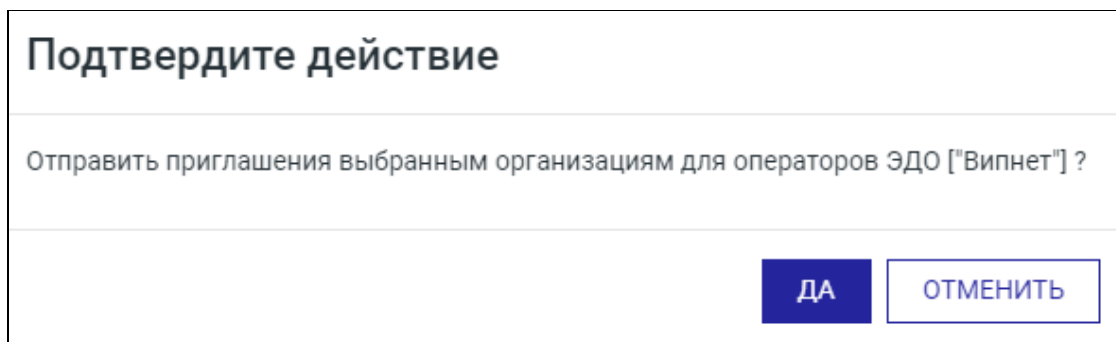 Подтвердите действие
Отправить приглашения выбранным организациям для операторов ЭДО ["Випнет"] ?
ДА
ОТМЕНИТЬ